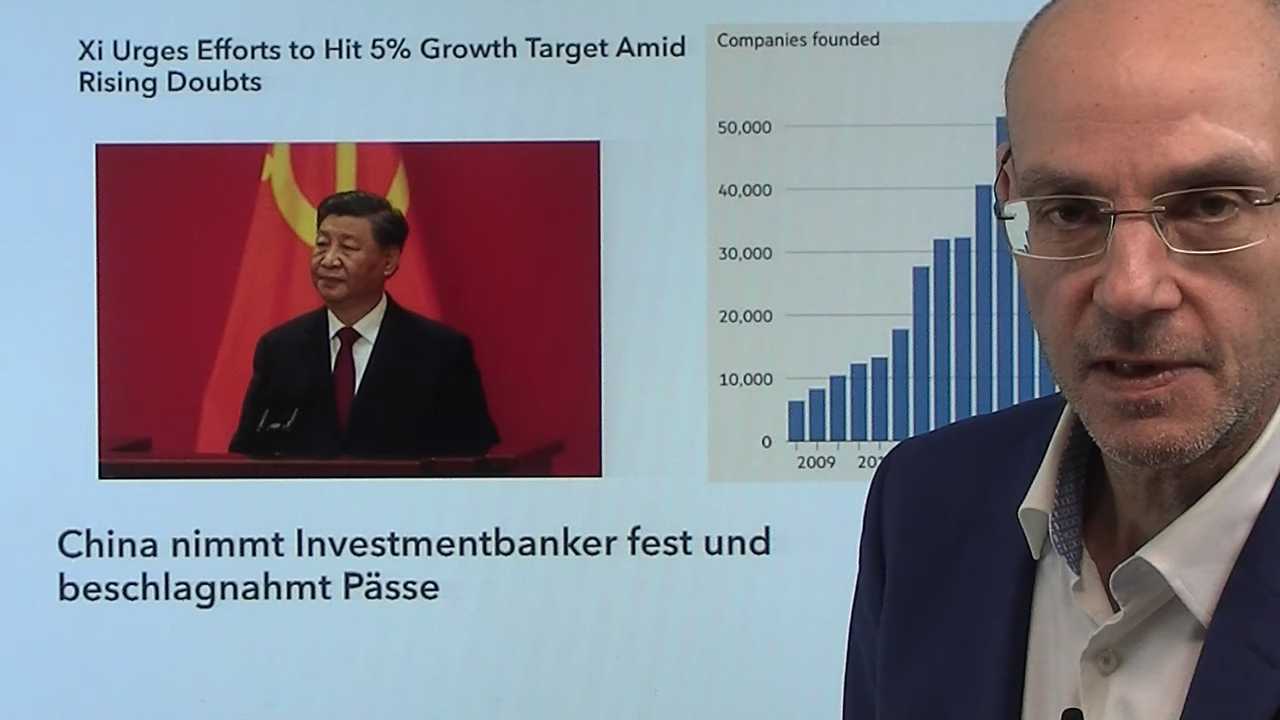 Xi Urges Efforts to Hit 5% Growth Target Amid
Rising Doubts
Companies founded
50,000
40,000
30,000
20,000
10,000
0
2009
China nimmt Investmentbanker fest und
beschlagnahmt Pässe